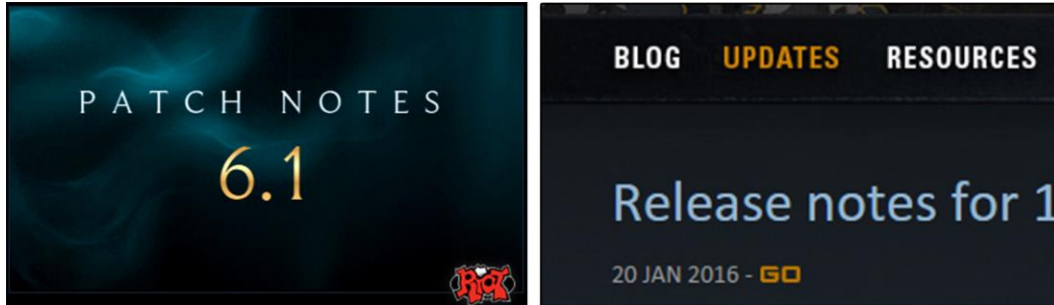 PATCH NOTES
6.1
RIOT
BLOG UPDATES RESOURCES
Release notes for 1
20 JAN 2016 - GO